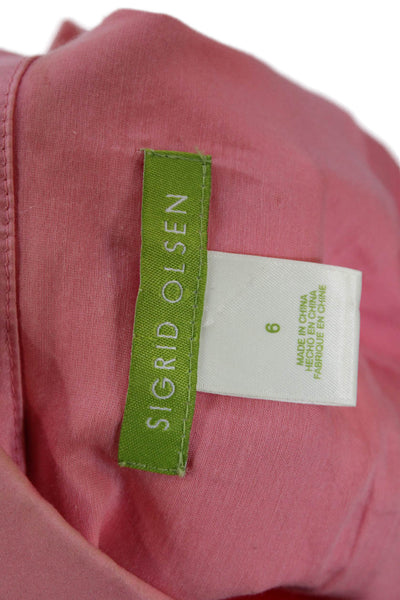 SIGRID OLSEN
6
MADE IN CHINA
HECHO EN CHINA
FABRIQUE EN CHINE